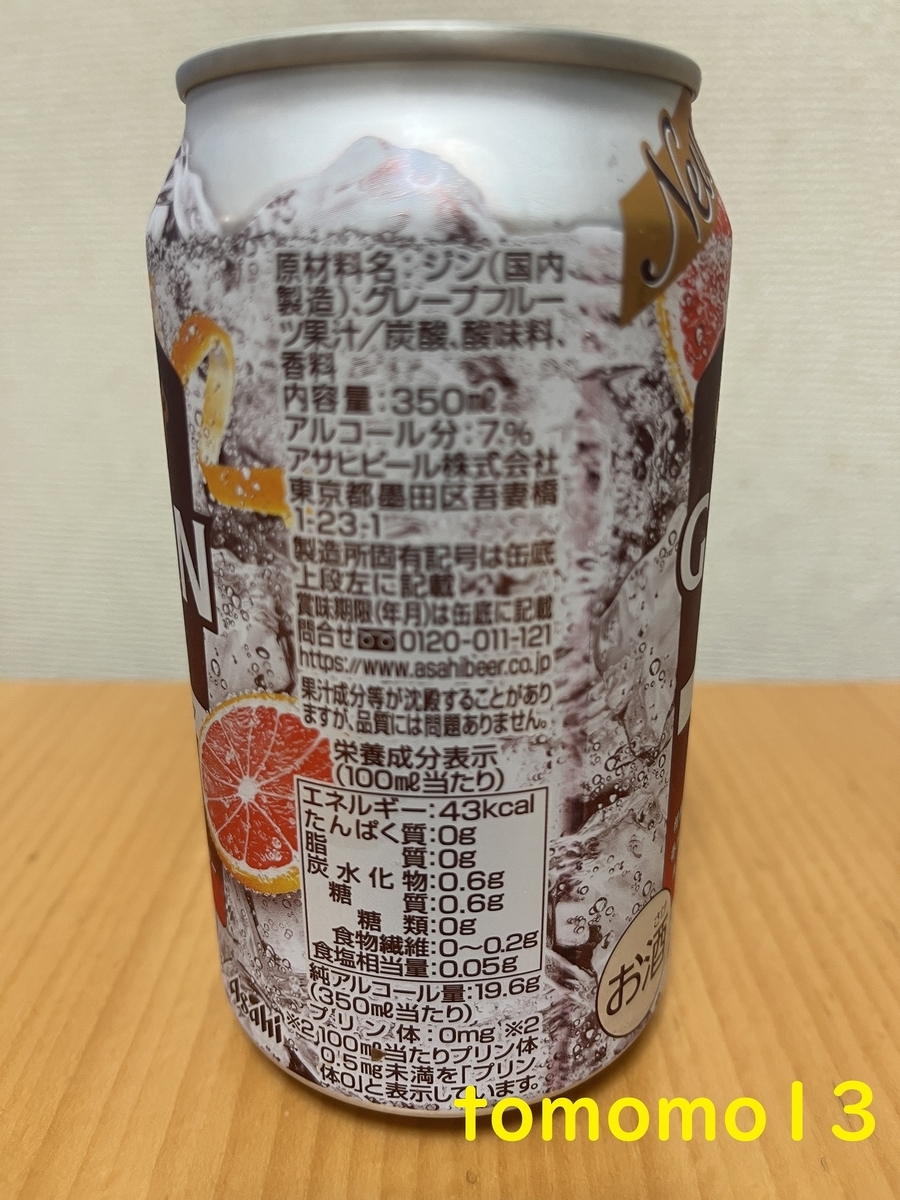 New
原材料名:ジン(国内
製造)、グレープフルー
ツ果汁/炭酸、酸味料、
香料
内容量:350ml
アルコール分:7%
アサヒビール株式会社
東京都墨田区吾妻橋
1-23-1
製造所固有記号は缶底
上段左に記載
賞味期限(年月)は缶底に記載
問合せ 0120-011-121
https://www.asahibeer.co.jp
果汁成分等が沈殿することがあり
ますが、品質には問題ありません。
栄養成分表示
(100ml当たり)
エネルギー:43kcal
たんぱく質:0g
脂質:0g
炭水化物:0.6g
糖質:0.6g
糖類:0g
食物繊維:0～0.2g
食塩相当量:0.05g
純アルコール量:19.6g
(350ml当たり)
プリン体:0mg ※2
※2 100ml当たりプリン体
0.5mg未満を「プリン
体0」と表示しています。
Asahi
お酒
tomomo13